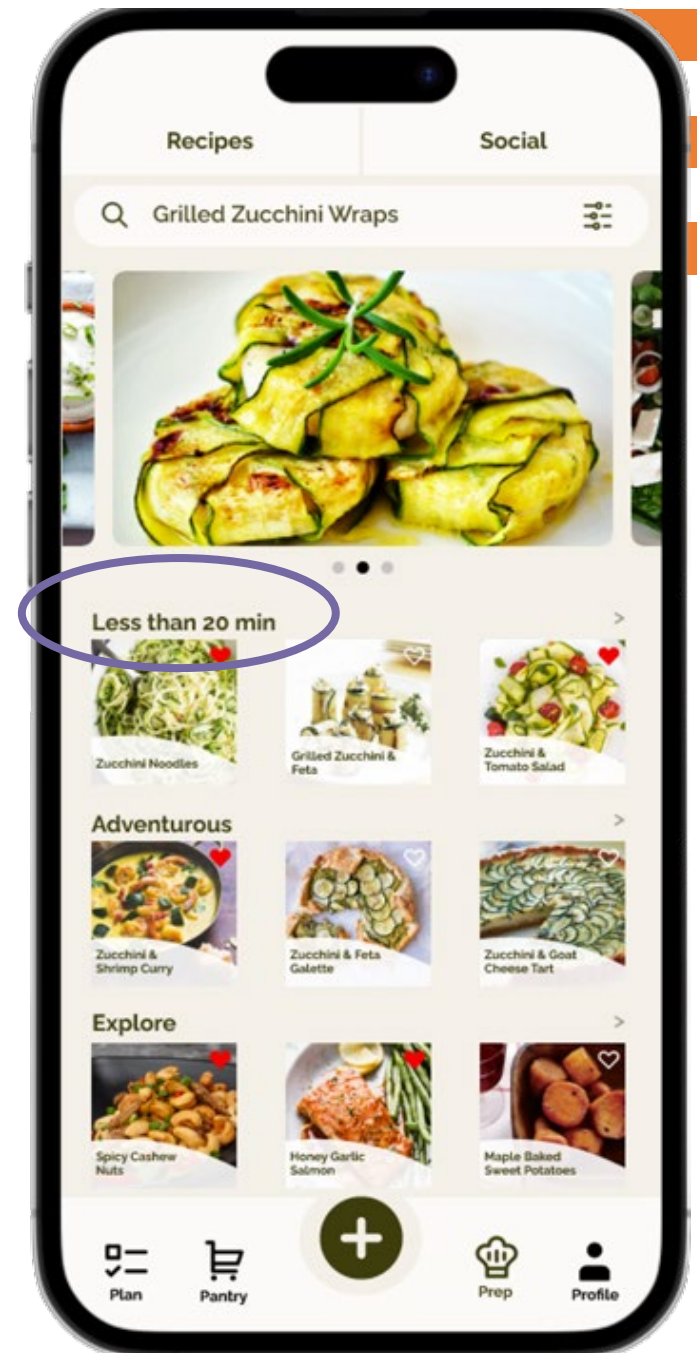 Recipes
Social
Grilled Zucchini Wraps
Less than 20 min
>
Zucchini Noodles
Grilled Zucchini &
Feta
Zucchini &
Tomato Salad
Adventurous
>
Zucchini &
Shrimp Curry
Zucchini & Feta
Galette
Zucchini & Goat
Cheese Tart
Explore
>
Spicy Cashew
Nuts
Honey Garlic
Salmon
Maple Baked
Sweet Potatoes
Plan
Pantry
Prep
Profile